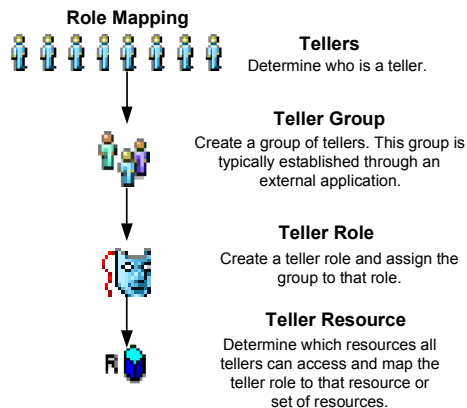 Role Mapping
Tellers
Determine who is a teller.
Teller Group
Create a group of tellers. This group is
typically established through an
external application.
Teller Role
Create a teller role and assign the
group to that role.
Teller Resource
Determine which resources all
tellers can access and map the
teller role to that resource or
set of resources.
R